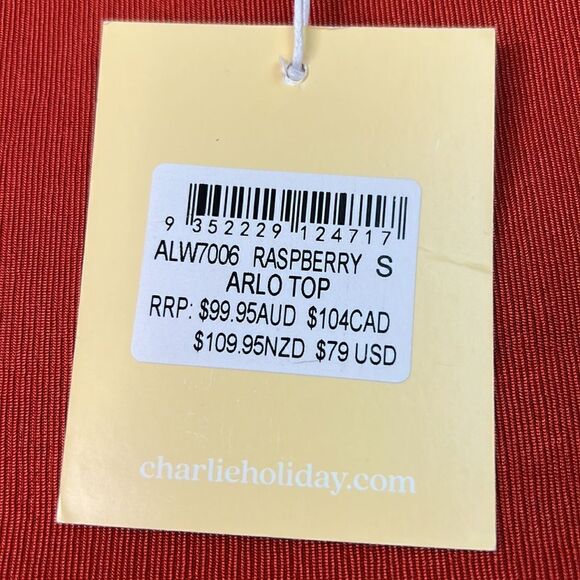 9 352229 124717
ALW7006 RASPBERRY S
ARLO TOP
RRP: $99.95AUD $104CAD
$109.95NZD $79 USD
charlieholiday.com